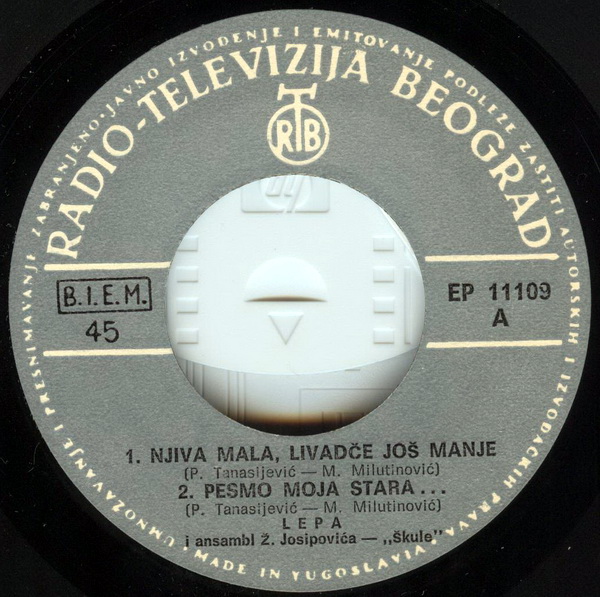 UMNOŽAVANJE I PRESNIMAVANJE ZABRANJENO · JAVNO IZVOĐENJE I EMITOVANJE PODLEŽE ZAŠTITI AUTORSKIH I IZVOĐAČKIH PRAVA
RADIO-TELEVIZIJA BEOGRAD
RTB
B.I.E.M.
45
EP 11109
A
1. NJIVA MALA, LIVADČE JOŠ MANJE
(P. Tanasijević — M. Milutinović)
2. PESMO MOJA STARA...
(P. Tanasijević — M. Milutinović)
LEPA
i ansambl Ž. Josipovića — „Škule"
MADE IN YUGOSLAVIA